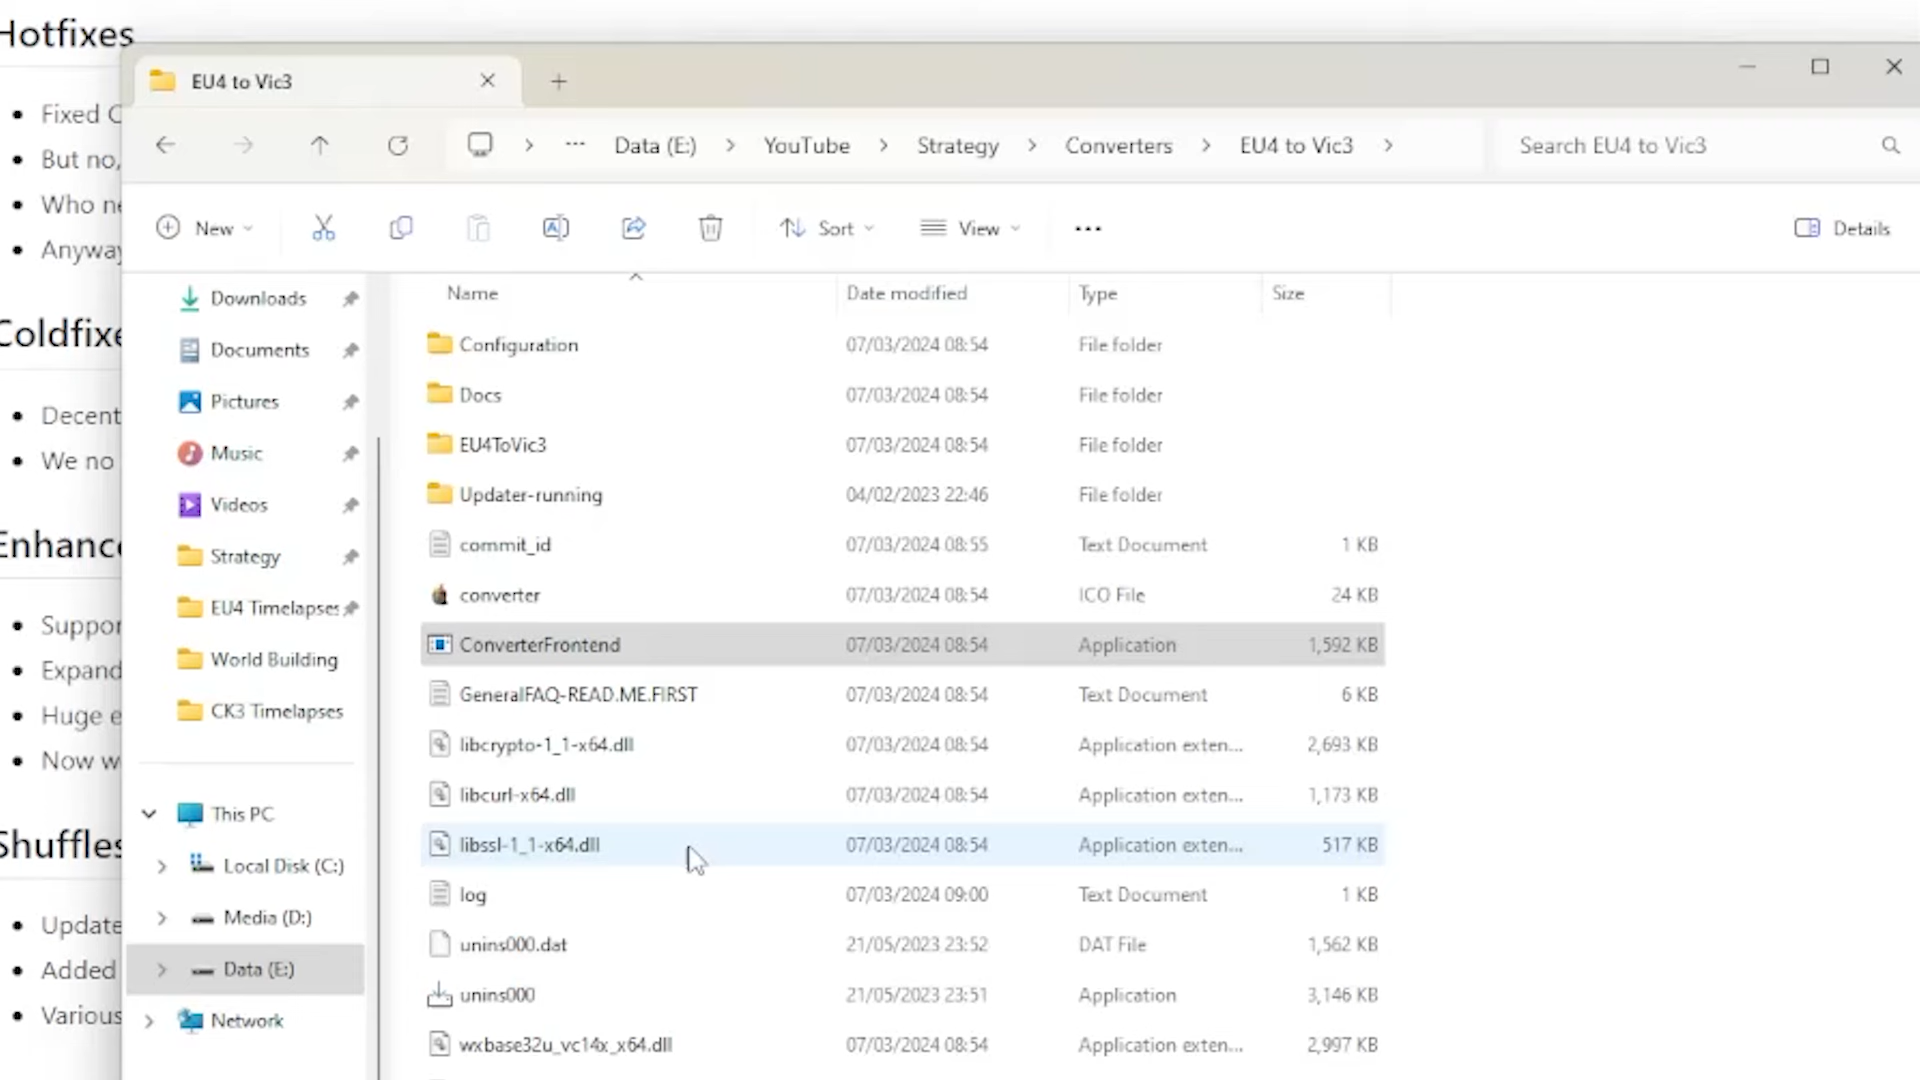 Hotfixes
Fixed
But no,
Who
Anyway
Decent
We no
Now
Update
Added
Various
EU4 to Vic3
Data (E:) YouTube Strategy Converters EU4 to Vic3 Search EU4 to Vic3
New Sort View Details
Downloads
Documents
Pictures
Music
Videos
Strategy
EU4 Timelapses
World Building
CK3 Timelapses
This PC
Local Disk (C:)
Media (D:)
Data (E:)
Network
Name Date modified Type Size
Configuration 07/03/2024 08:54 File folder
Docs 07/03/2024 08:54 File folder
EU4ToVic3 07/03/2024 08:54 File folder
Updater-running 04/02/2023 22:46 File folder
commit_id 07/03/2024 08:55 Text Document 1 KB
converter 07/03/2024 08:54 ICO File 24 KB
ConverterFrontend 07/03/2024 08:54 Application 1,592 KB
GeneralFAQ-READ.ME.FIRST 07/03/2024 08:54 Text Document 6 KB
libcrypto-1_1-x64.dll 07/03/2024 08:54 Application exten... 2,693 KB
libcurl-x64.dll 07/03/2024 08:54 Application exten... 1,173 KB
libssl-1_1-x64.dll 07/03/2024 08:54 Application exten... 517 KB
log 07/03/2024 09:00 Text Document 1 KB
unins000.dat 21/05/2023 23:52 DAT File 1,562 KB
unins000 21/05/2023 23:51 Application 3,146 KB
wxbase32u_vc14x_x64.dll 07/03/2024 08:54 Application exten... 2,997 KB